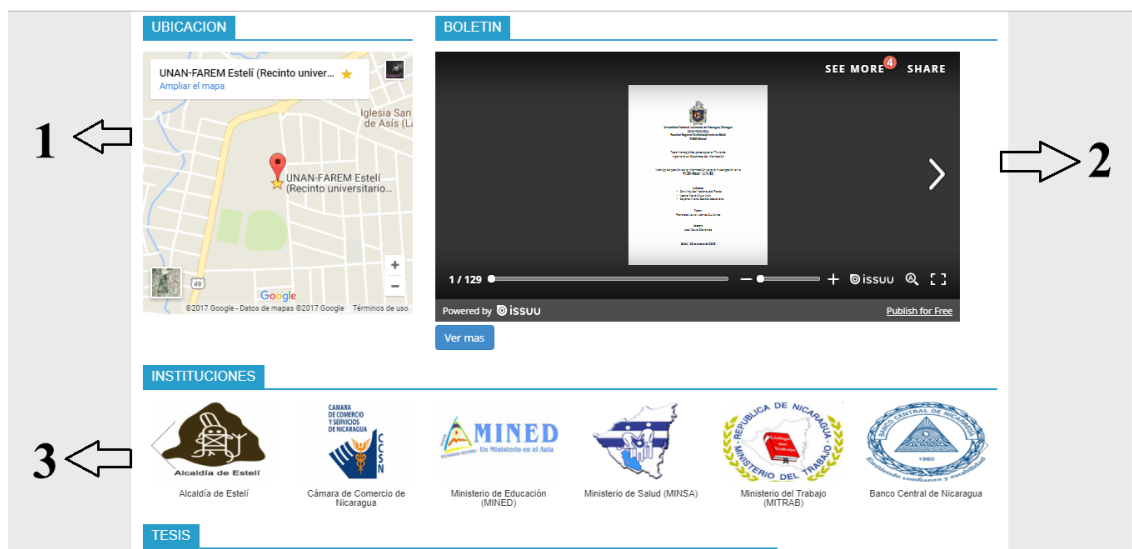 UBICACION
UNAN-FAREM Estelí (Recinto univer...
Ampliar el mapa
Iglesia San
de Asís (L
UNAN-FAREM Estelí
(Recinto universitario...
49
+
−
Google
©2017 Google - Datos de mapas ©2017 Google Términos de uso
1
BOLETIN
SEE MORE 4 SHARE
1 / 129
issuu
Powered by issuu
Publish for Free
Ver mas
2
INSTITUCIONES
3
Alcaldía de Estelí
CAMARA
DE COMERCIO
Y SERVICIOS
DE NICARAGUA
CCSN
MINED
Un Ministerio en el Aula
REPUBLICA DE NICARAGUA
MINISTERIO DEL TRABAJO
BANCO CENTRAL DE NICARAGUA
1960
Alcaldía de Estelí
Cámara de Comercio de
Nicaragua
Ministerio de Educación
(MINED)
Ministerio de Salud (MINSA)
Ministerio del Trabajo
(MITRAB)
Banco Central de Nicaragua
TESIS